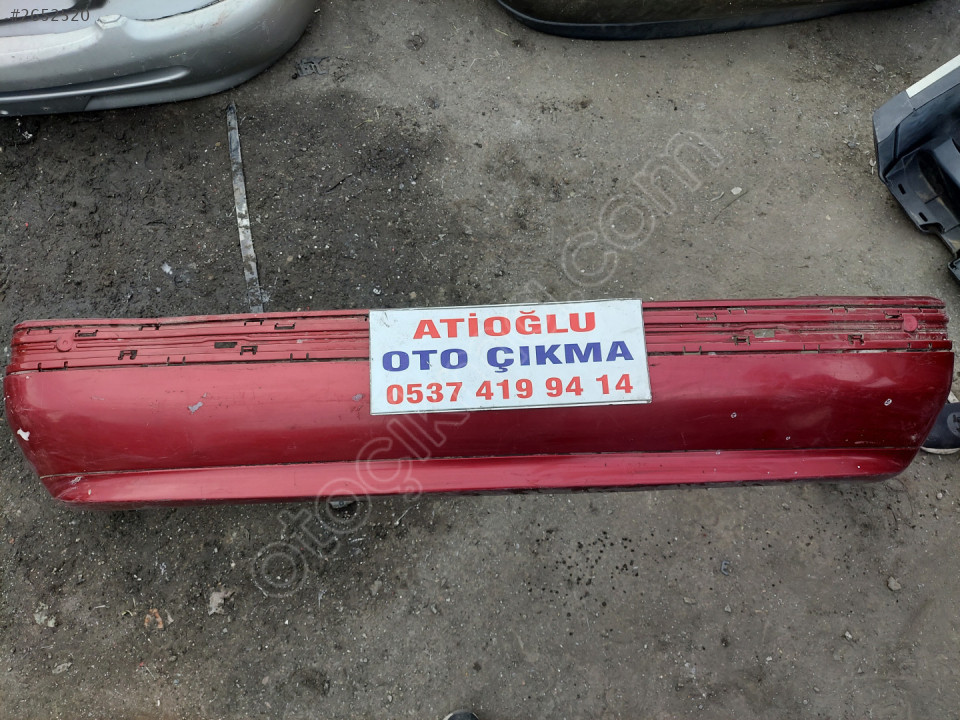 #2652320
ATİOĞLU
OTO ÇIKMA
0537 419 94 14
otoçıkma.com